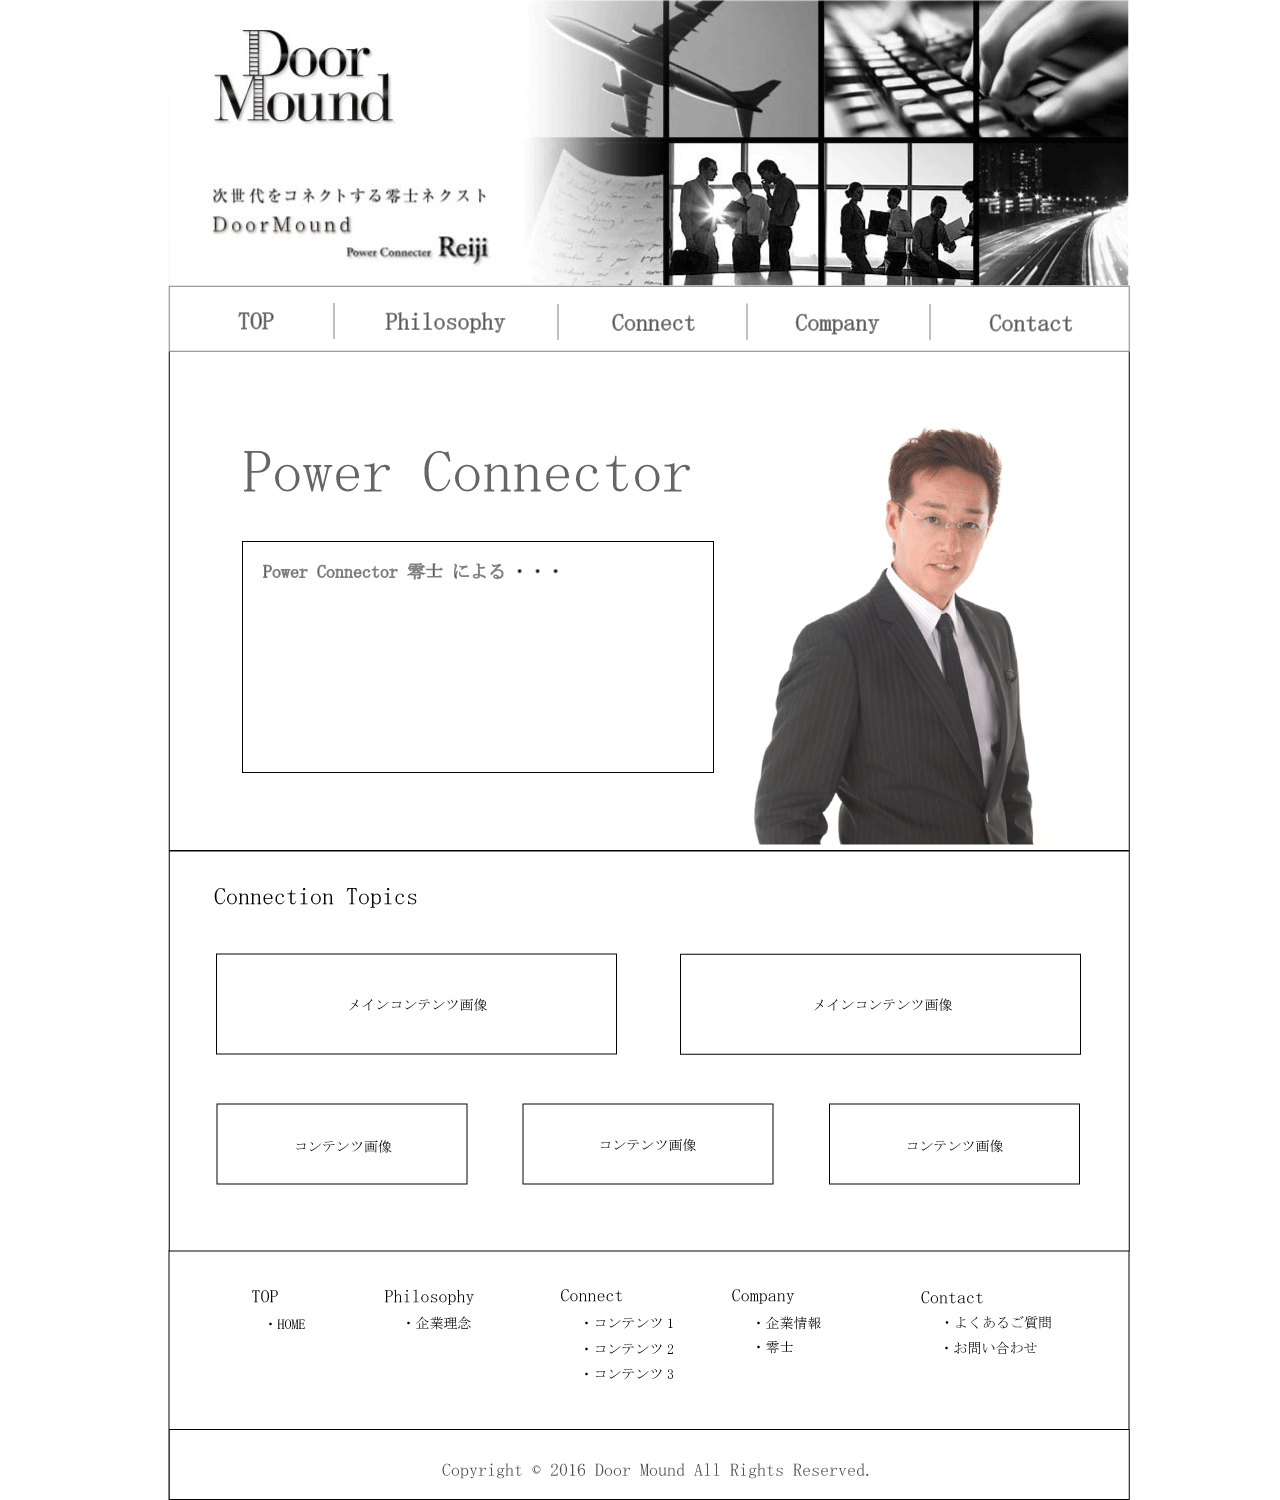 Door
Mound
次世代をコネクトする零士ネクスト
DoorMound
Power Connecter Reiji
TOP Philosophy Connect Company Contact
Power Connector
Power Connector 零士 による ・・・
Connection Topics
メインコンテンツ画像 メインコンテンツ画像
コンテンツ画像 コンテンツ画像 コンテンツ画像
TOP
・HOME
Philosophy
・企業理念
Connect
・コンテンツ１
・コンテンツ２
・コンテンツ３
Company
・企業情報
・零士
Contact
・よくあるご質問
・お問い合わせ
Copyright © 2016 Door Mound All Rights Reserved.